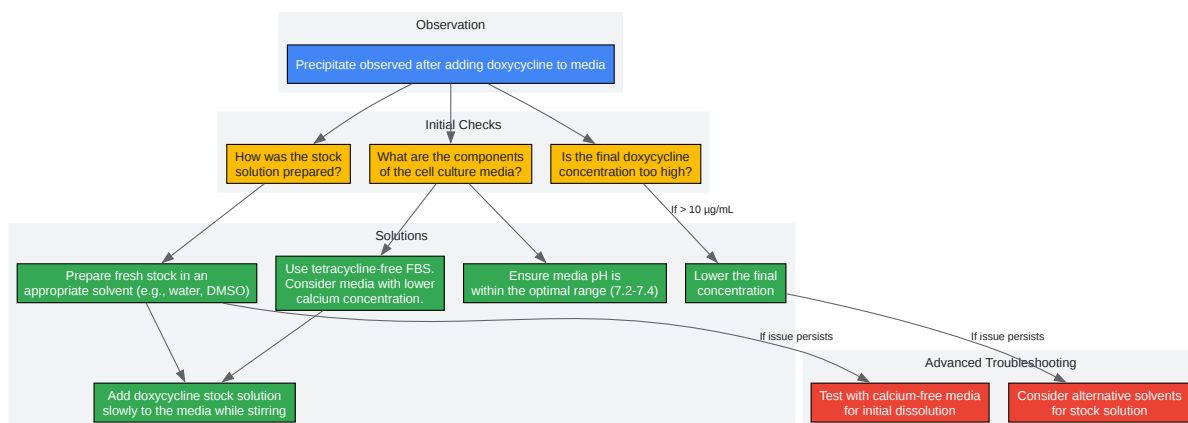 Observation
Precipitate observed after adding doxycycline to media
Initial Checks
How was the stock
solution prepared?
What are the components
of the cell culture media?
Is the final doxycycline
concentration too high?
If > 10 µg/mL
Solutions
Prepare fresh stock in an
appropriate solvent (e.g., water, DMSO)
Use tetracycline-free FBS.
Consider media with lower
calcium concentration.
Ensure media pH is
within the optimal range (7.2-7.4)
Lower the final
concentration
If issue persists
If issue persists
Advanced Troubleshooting
Add doxycycline stock solution
slowly to the media while stirring
Test with calcium-free media
for initial dissolution
Consider alternative solvents
for stock solution